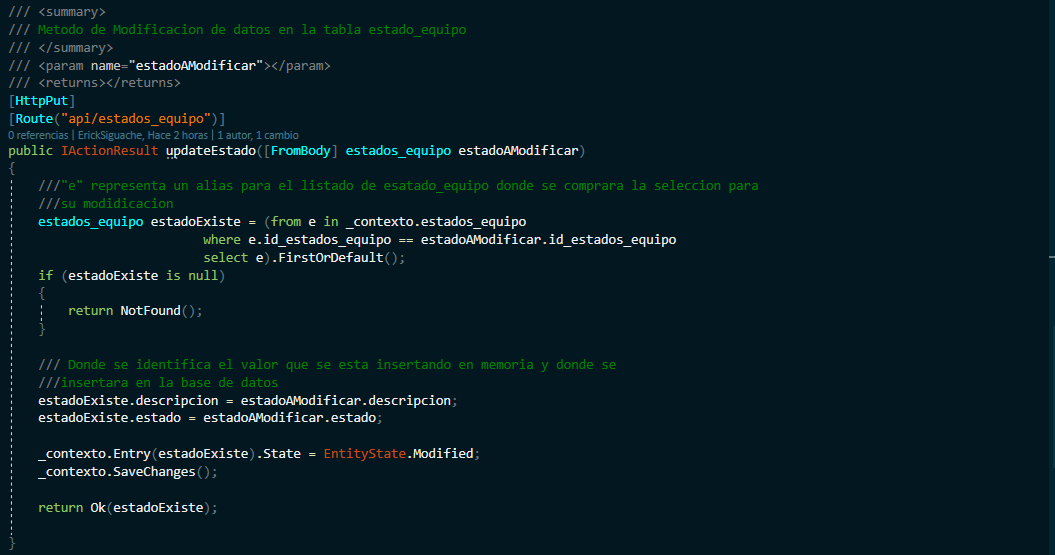 /// <summary>
/// Metodo de Modificacion de datos en la tabla estado_equipo
/// </summary>
/// <param name="estadoAModificar"></param>
/// <returns></returns>
[HttpPut]
[Route("api/estados_equipo")]
0 referencias | ErickSiguache, Hace 2 horas | 1 autor, 1 cambio
public IActionResult updateEstado([FromBody] estados_equipo estadoAModificar)
{
///"e" representa un alias para el listado de esatado_equipo donde se comprara la seleccion para
///su modidicacion
estados_equipo estadoExiste = (from e in _contexto.estados_equipo
where e.id_estados_equipo == estadoAModificar.id_estados_equipo
select e).FirstOrDefault();
if (estadoExiste is null)
{
return NotFound();
}
/// Donde se identifica el valor que se esta insertando en memoria y donde se
///insertara en la base de datos
estadoExiste.descripcion = estadoAModificar.descripcion;
estadoExiste.estado = estadoAModificar.estado;
_contexto.Entry(estadoExiste).State = EntityState.Modified;
_contexto.SaveChanges();
return Ok(estadoExiste);
}